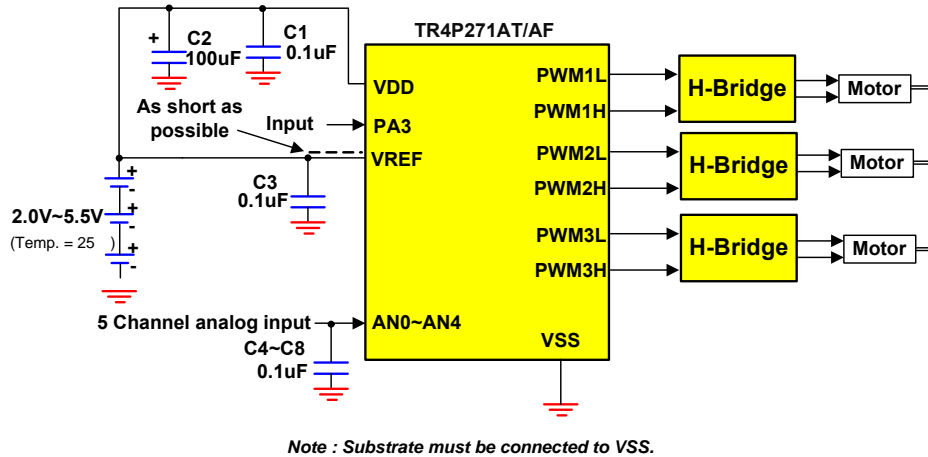 TR4P271AT/AF
+
C2
100uF
C1
0.1uF
VDD
As short as
possible
Input
PA3
VREF
C3
0.1uF
+
-
+
-
+
-
2.0V~5.5V
(Temp. = 25 )
5 Channel analog input
AN0~AN4
C4~C8
0.1uF
VSS
PWM1L
PWM1H
H-Bridge
Motor
PWM2L
PWM2H
H-Bridge
Motor
PWM3L
PWM3H
H-Bridge
Motor
Note : Substrate must be connected to VSS.